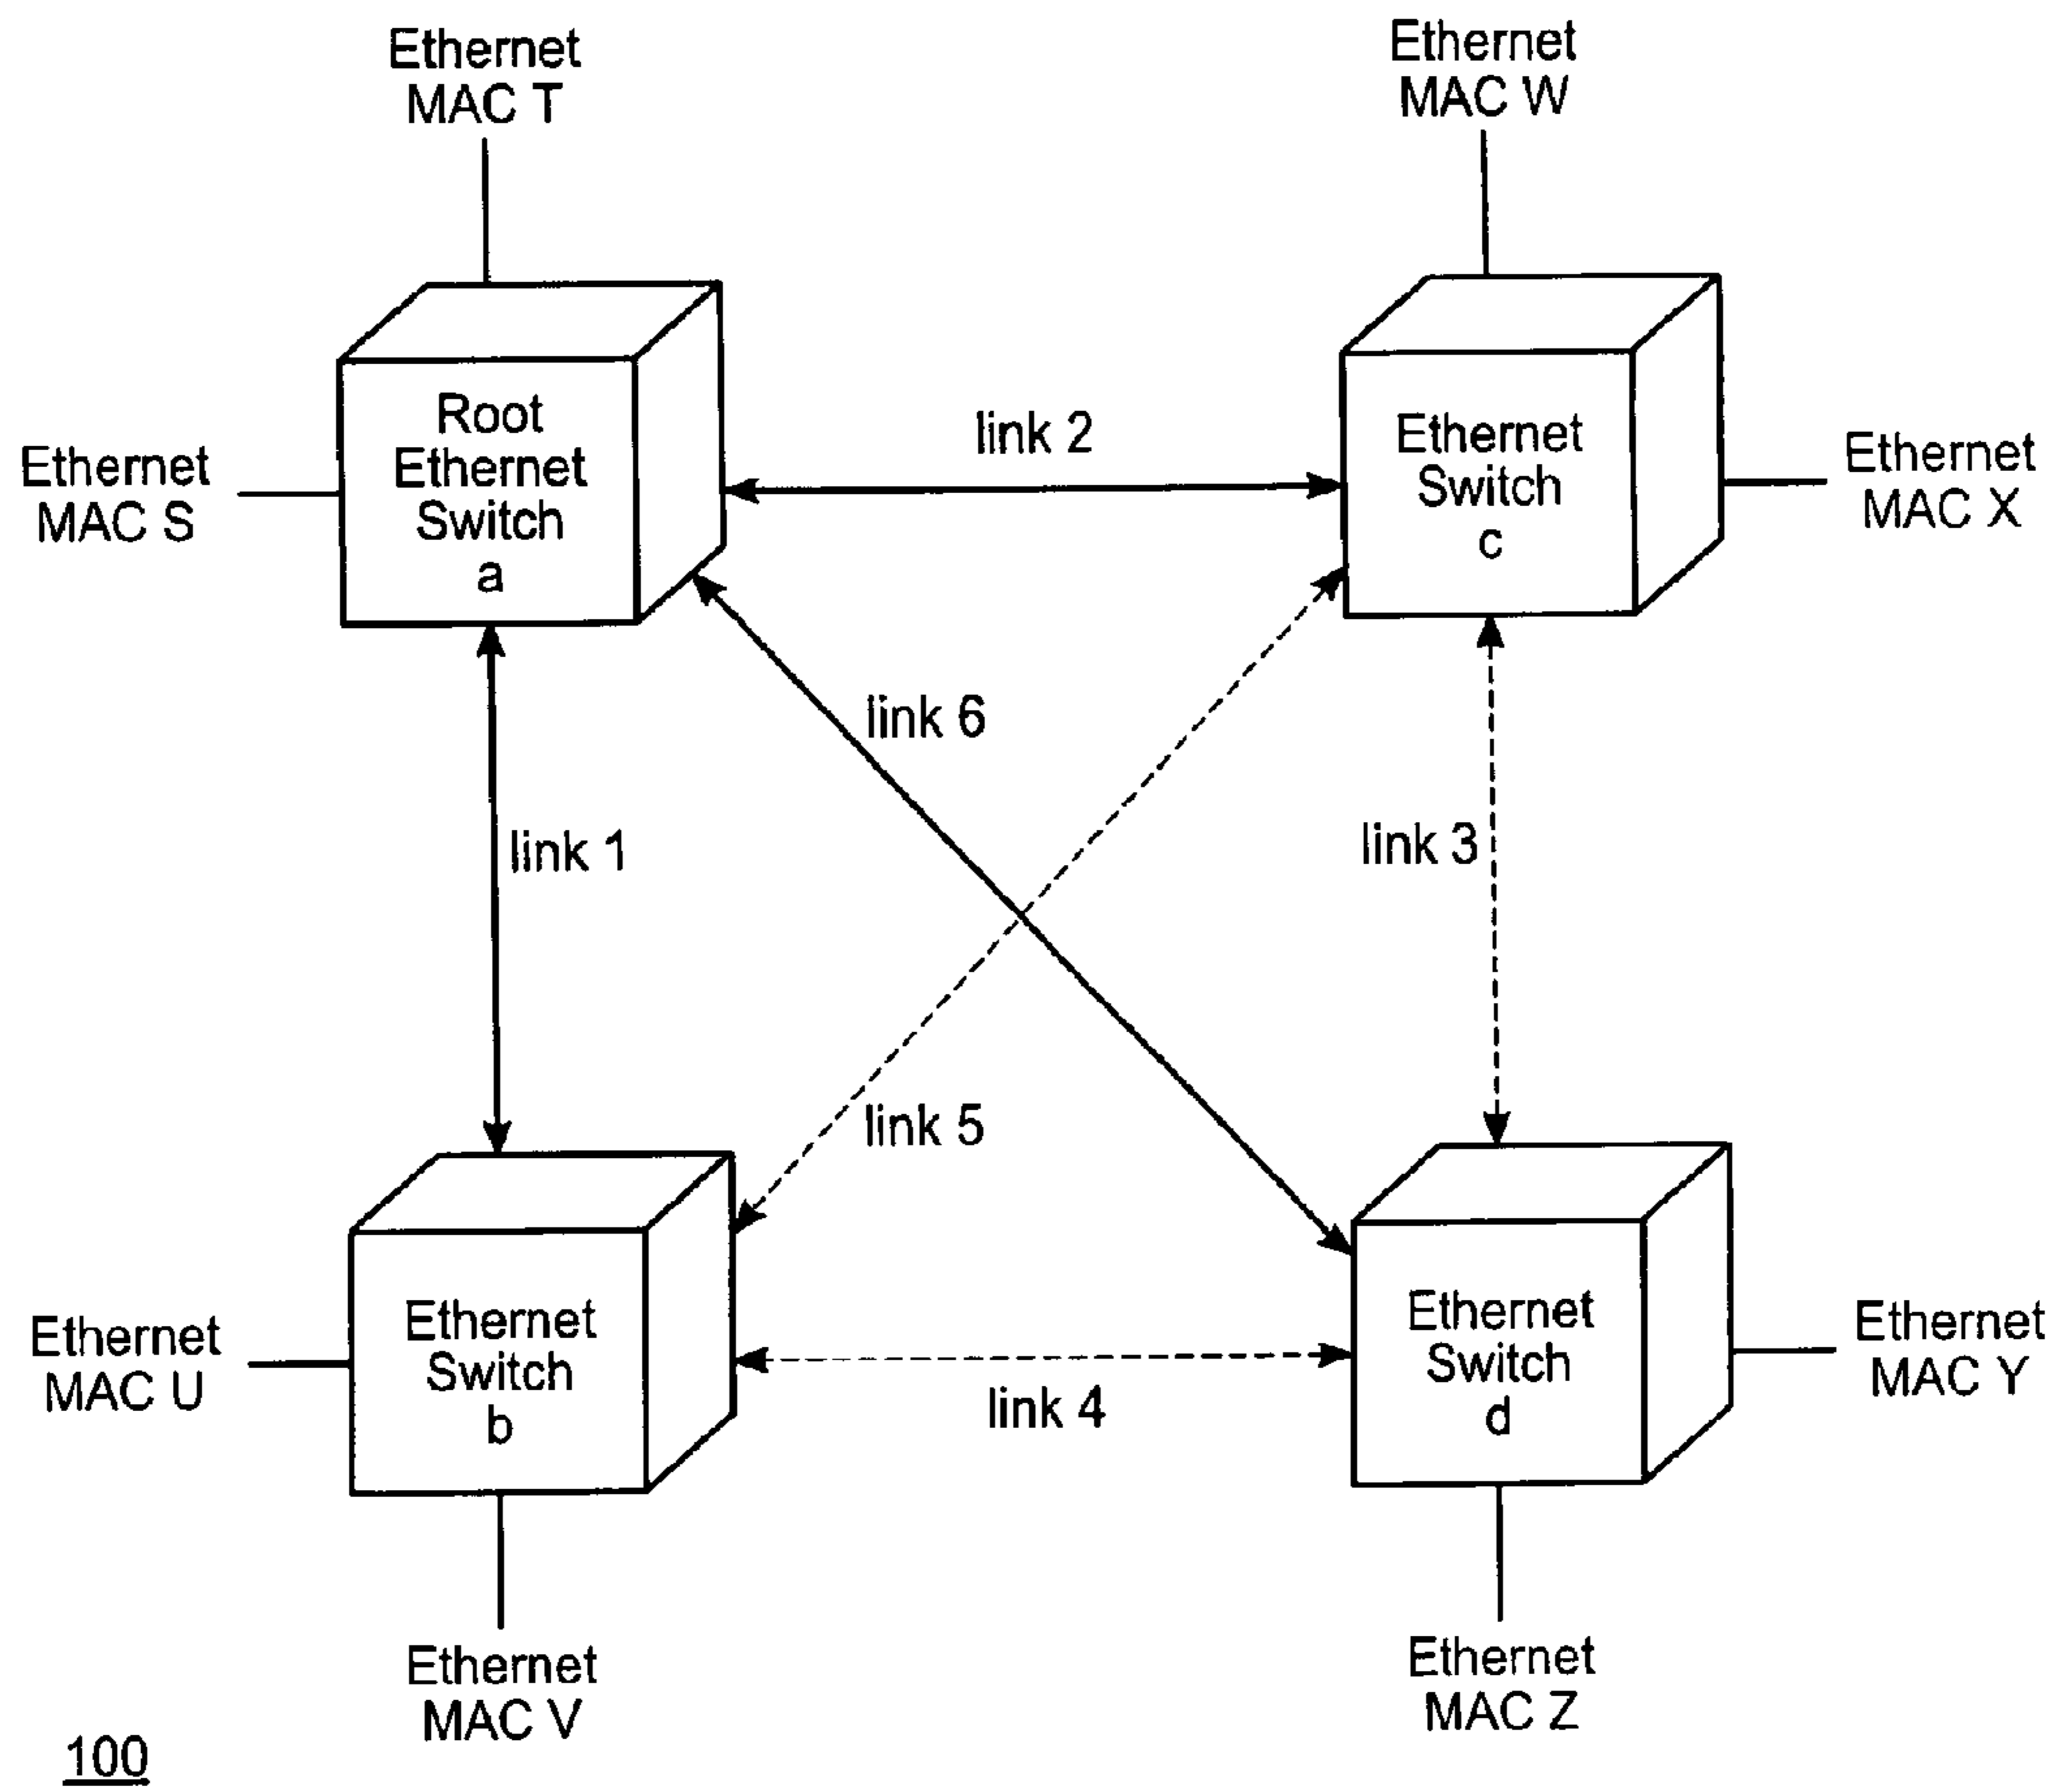 Ethernet
MAC T
Ethernet
MAC W
Root
Ethernet
Switch
a
link 2
Ethernet
Switch
c
Ethernet
MAC S
Ethernet
MAC X
link 6
link 1
link 3
link 5
Ethernet
Switch
b
link 4
Ethernet
Switch
d
Ethernet
MAC U
Ethernet
MAC Y
Ethernet
MAC V
Ethernet
MAC Z
100